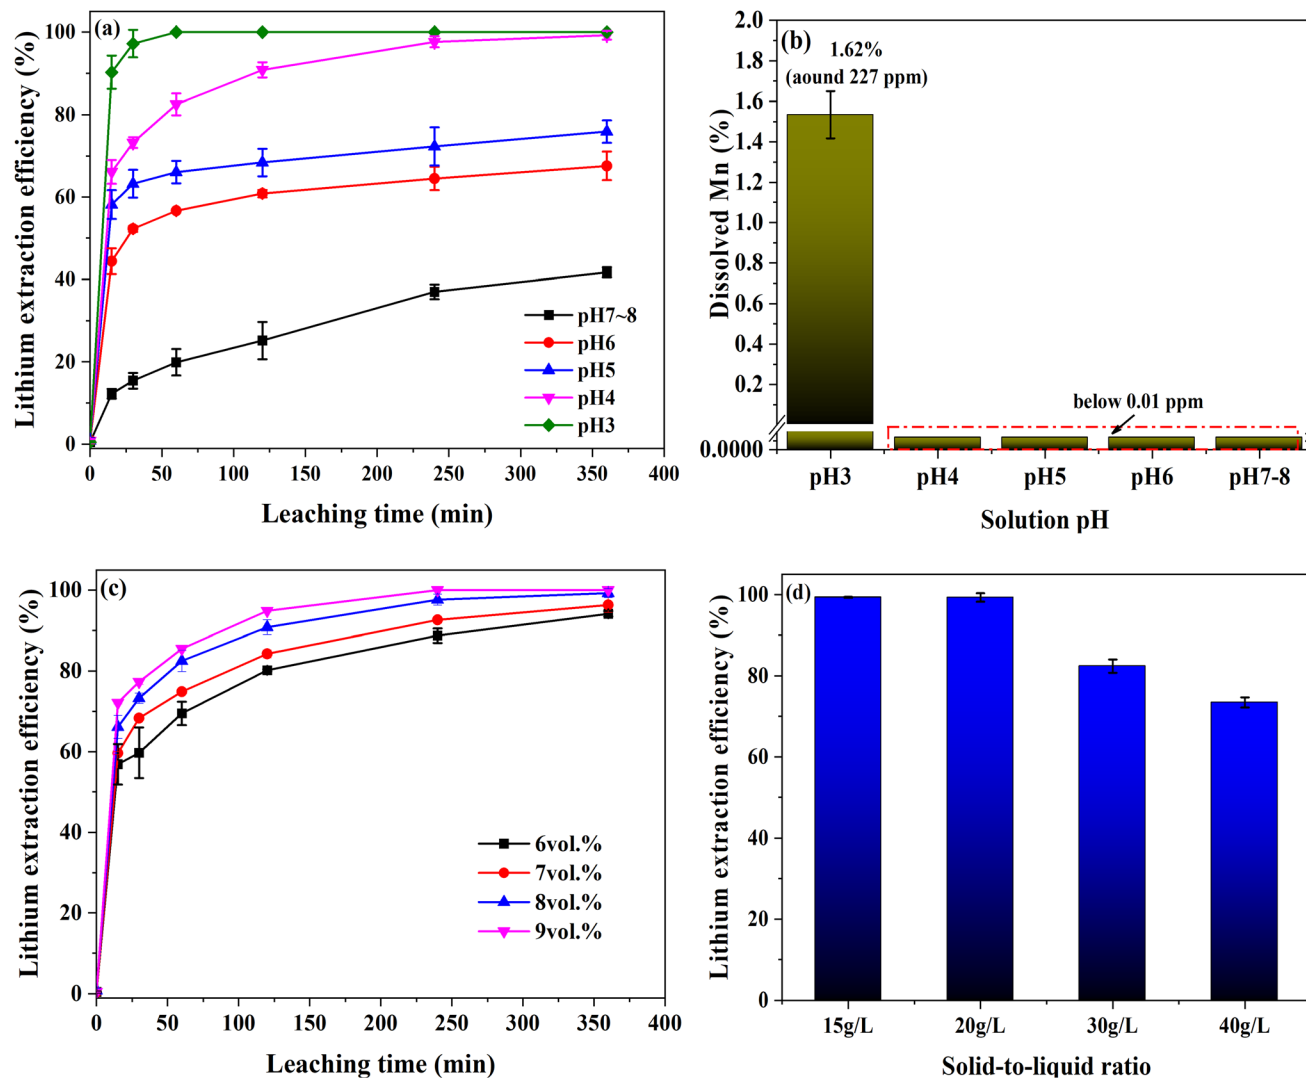 (a)
Lithium extraction efficiency (%)
100
80
60
40
20
0
pH7~8
pH6
pH5
pH4
pH3
0 50 100 150 200 250 300 350 400
Leaching time (min)
(b)
Dissolved Mn (%)
2.0
1.8
1.6
1.4
1.2
1.0
0.8
0.6
0.4
0.2
0.0000
1.62%
(aound 227 ppm)
below 0.01 ppm
pH3 pH4 pH5 pH6 pH7-8
Solution pH
(c)
Lithium extraction efficiency (%)
100
80
60
40
20
0
6vol.%
7vol.%
8vol.%
9vol.%
0 50 100 150 200 250 300 350 400
Leaching time (min)
(d)
Lithium extraction efficiency (%)
100
80
60
40
20
0
15g/L 20g/L 30g/L 40g/L
Solid-to-liquid ratio